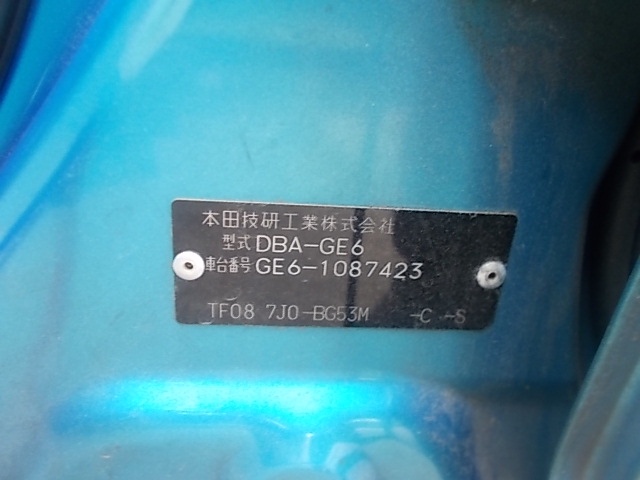 本田技研工業株式会社
型式 DBA-GE6
車台番号 GE6-1087423
TF08 7J0-BG53M -C -S